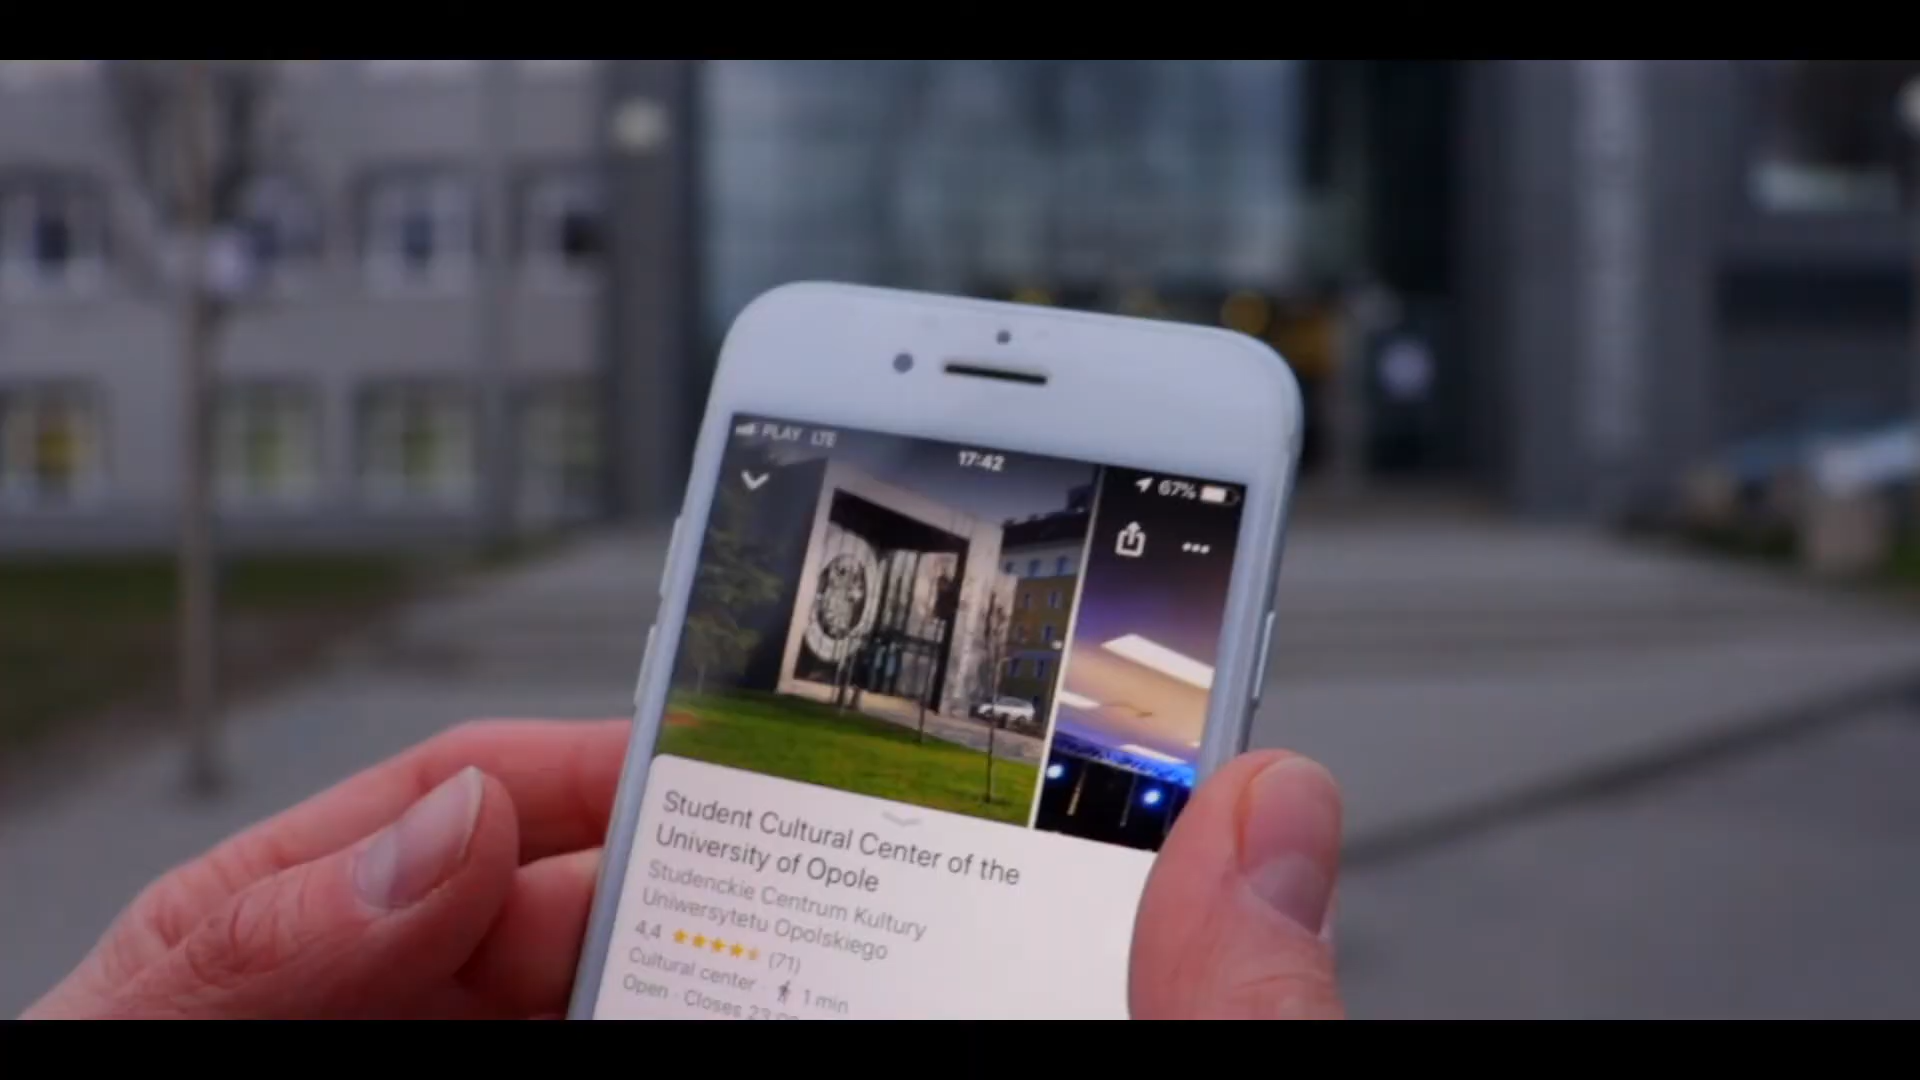 PLAY LTE
17:42
67%
Student Cultural Center of the
University of Opole
Studenckie Centrum Kultury
Uniwersytetu Opolskiego
4,4 (71)
Cultural center · 1 min
Open · Closes